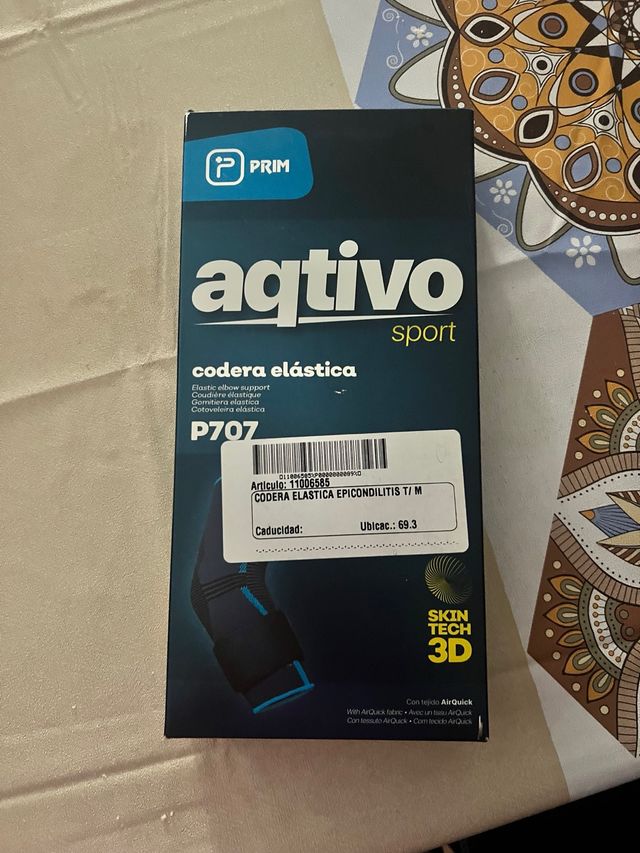 PRIM
aqtivo
sport
codera elástica
Elastic elbow support
Coudière élastique
Gomitiera elastica
Cotoveleira elástica
P707
Artículo: 11006585
CODERA ELASTICA EPICONDILITIS T/ M
Caducidad: Ubicac.: 69.3
SKIN
TECH
3D
Con tejido AirQuick
With AirQuick fabric • Avec un tissu AirQuick
Con tessuto AirQuick • Com tecido AirQuick